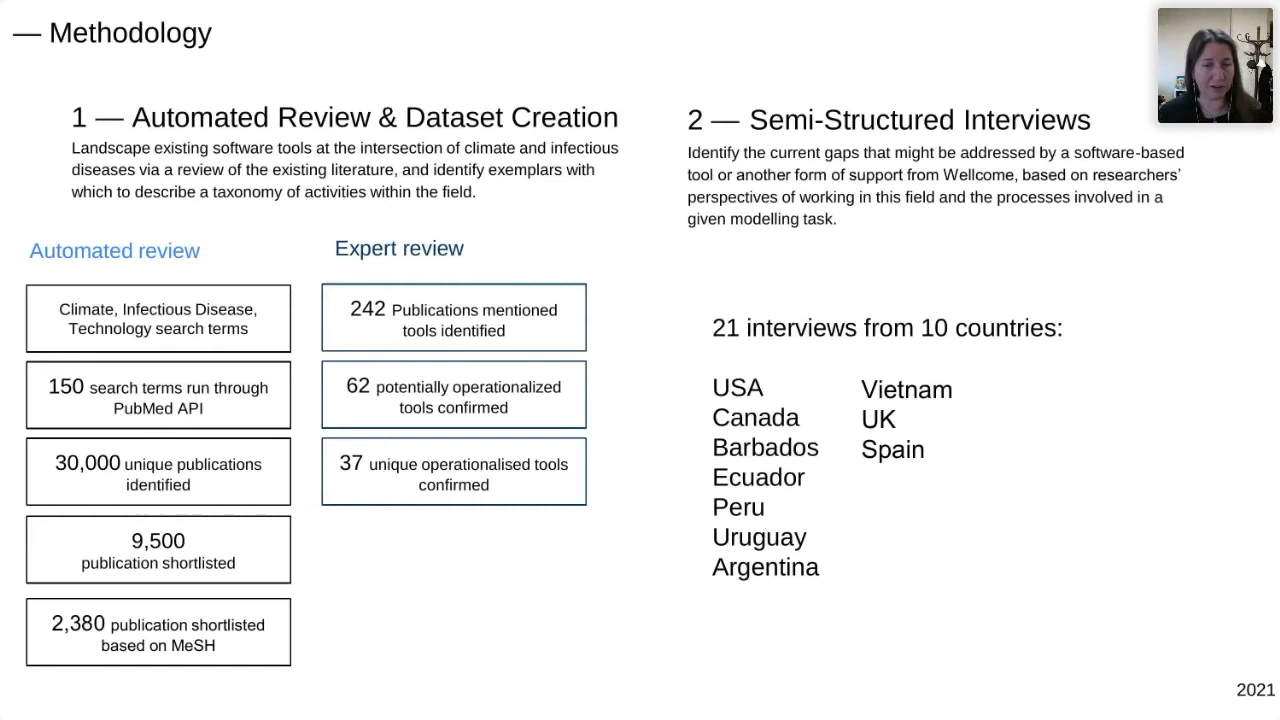 — Methodology
1 — Automated Review & Dataset Creation
Landscape existing software tools at the intersection of climate and infectious
diseases via a review of the existing literature, and identify exemplars with
which to describe a taxonomy of activities within the field.
Automated review
Climate, Infectious Disease,
Technology search terms
150 search terms run through
PubMed API
30,000 unique publications
identified
9,500
publication shortlisted
2,380 publication shortlisted
based on MeSH
Expert review
242 Publications mentioned
tools identified
62 potentially operationalized
tools confirmed
37 unique operationalised tools
confirmed
2 — Semi-Structured Interviews
Identify the current gaps that might be addressed by a software-based
tool or another form of support from Wellcome, based on researchers’
perspectives of working in this field and the processes involved in a
given modelling task.
21 interviews from 10 countries:
USA
Canada
Barbados
Ecuador
Peru
Uruguay
Argentina
Vietnam
UK
Spain
2021